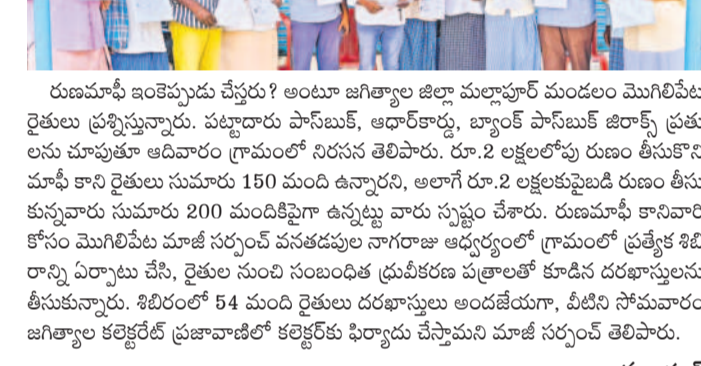 రుణమాఫీ ఇంకెప్పుడు చేస్తరు? అంటూ జగిత్యాల జిల్లా మల్లాపూర్ మండలం మొగిలిపేట
రైతులు ప్రశ్నిస్తున్నారు. పట్టాదారు పాస్‌బుక్, ఆధార్‌కార్డు, బ్యాంక్ పాస్‌బుక్ జిరాక్స్ ప్రతు
లను చూపుతూ ఆదివారం గ్రామంలో నిరసన తెలిపారు. రూ.2 లక్షలలోపు రుణం తీసుకొని
మాఫీ కాని రైతులు సుమారు 150 మంది ఉన్నారని, అలాగే రూ.2 లక్షలకుపైబడి రుణం తీసు
కున్నవారు సుమారు 200 మందికిపైగా ఉన్నట్టు వారు స్పష్టం చేశారు. రుణమాఫీ కానివారి
కోసం మొగిలిపేట మాజీ సర్పంచ్ వనతడపుల నాగరాజు ఆధ్వర్యంలో గ్రామంలో ప్రత్యేక శిబి
రాన్ని ఏర్పాటు చేసి, రైతుల నుంచి సంబంధిత ధ్రువీకరణ పత్రాలతో కూడిన దరఖాస్తులను
తీసుకున్నారు. శిబిరంలో 54 మంది రైతులు దరఖాస్తులు అందజేయగా, వీటిని సోమవారం
జగిత్యాల కలెక్టరేట్ ప్రజావాణిలో కలెక్టర్‌కు ఫిర్యాదు చేస్తామని మాజీ సర్పంచ్ తెలిపారు.